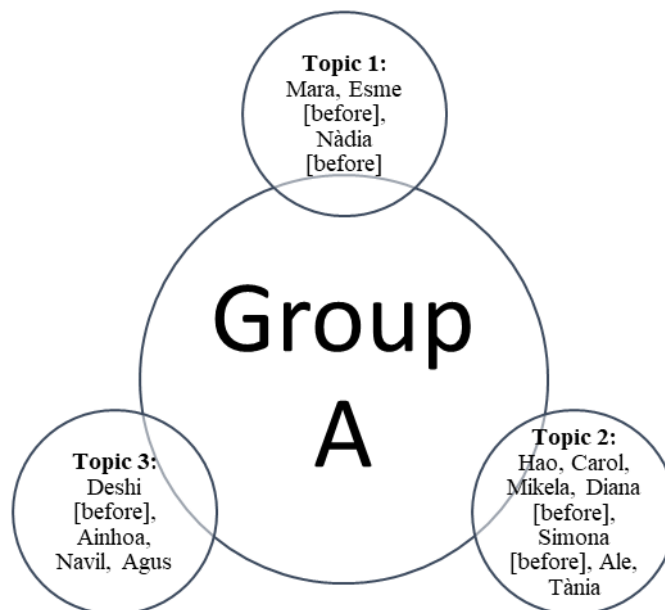 Topic 1:
Mara, Esme
[before],
Nàdia
[before]
Group
A
Topic 3:
Deshi
[before],
Ainhoa,
Navil, Agus
Topic 2:
Hao, Carol,
Mikela, Diana
[before],
Simona
[before], Ale,
Tània